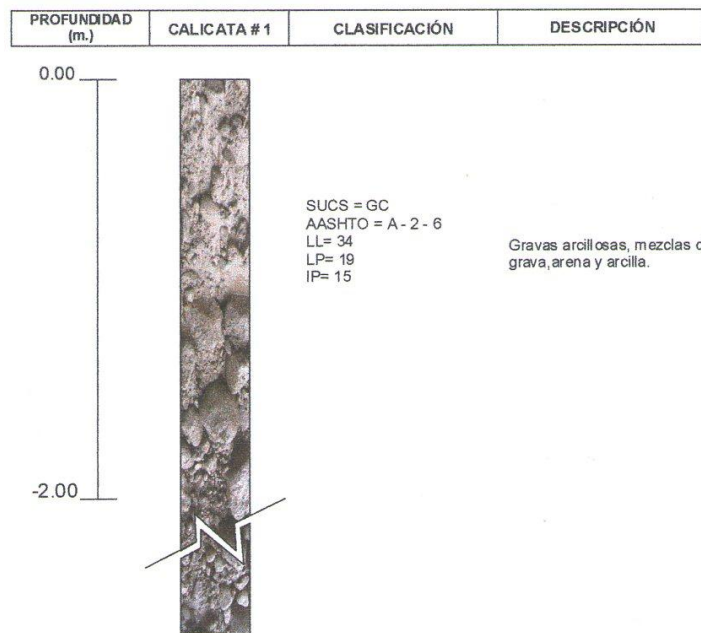 PROFUNDIDAD (m.)
CALICATA # 1
CLASIFICACIÓN
DESCRIPCIÓN
0.00
SUCS = GC
AASHTO = A - 2 - 6
LL= 34
LP= 19
IP= 15
Gravas arcillosas, mezclas
grava,arena y arcilla.
-2.00